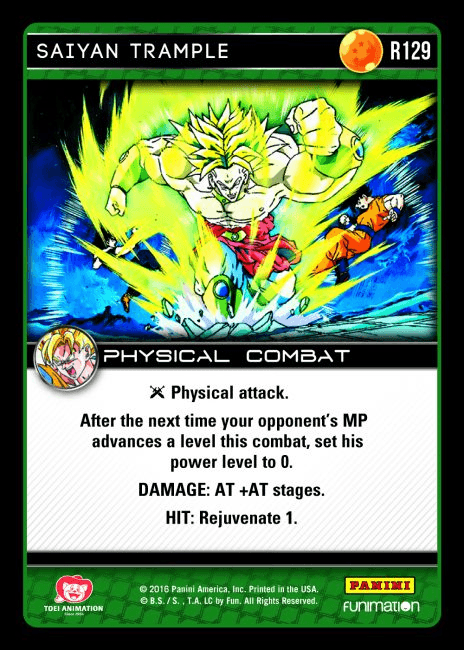 SAIYAN TRAMPLE
R129
PHYSICAL COMBAT
Physical attack.
After the next time your opponent's MP
advances a level this combat, set his
power level to 0.
DAMAGE: AT +AT stages.
HIT: Rejuvenate 1.
TOEI ANIMATION
Since 1956
© 2016 Panini America, Inc. Printed in the USA.
© B.S. / S. , T.A. LC by Fun. All Rights Reserved.
PANINI
FUNIMATION